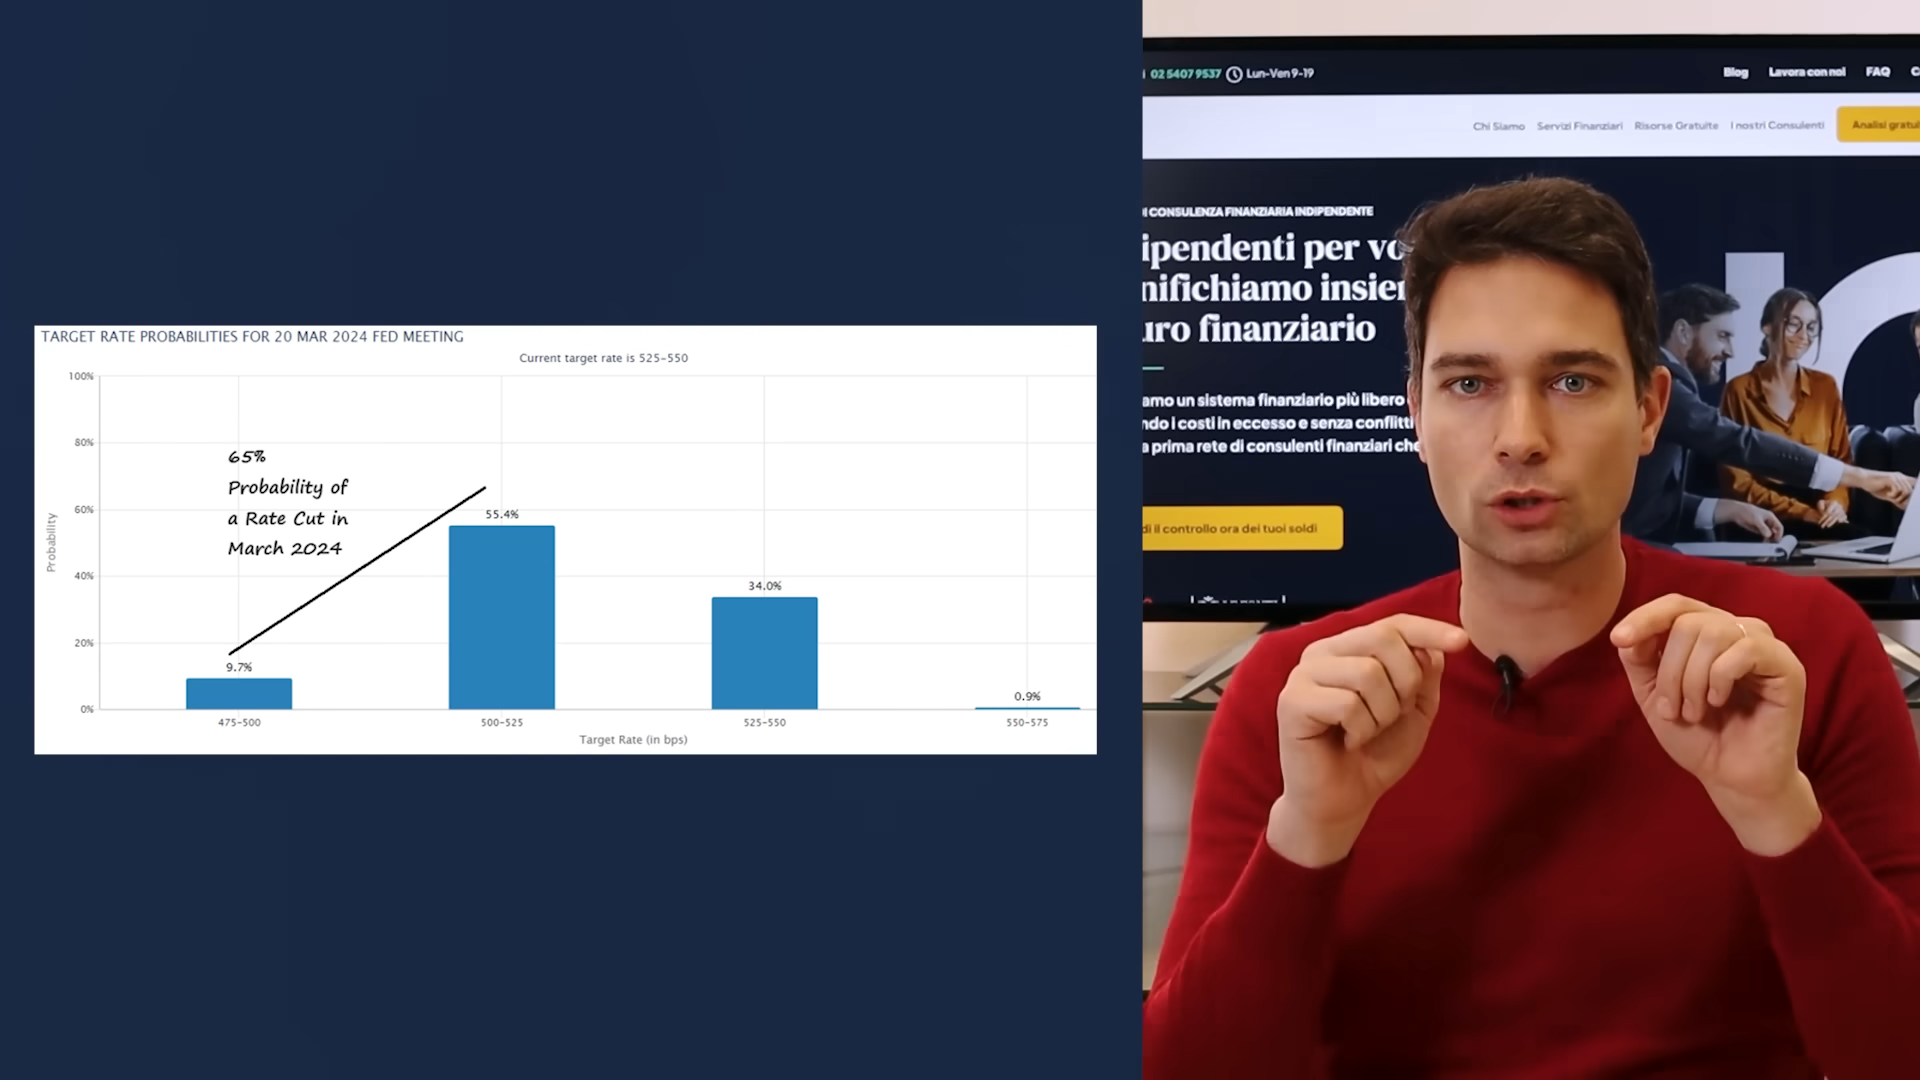 TARGET RATE PROBABILITIES FOR 20 MAR 2024 FED MEETING
Current target rate is 525-550
100%
80%
60%
40%
20%
0%
Probability
65%
Probability of
a Rate Cut in
March 2024
9.7%
55.4%
34.0%
0.9%
475-500
500-525
525-550
550-575
Target Rate (in bps)
02 5407 9537 Lun-Ven 9-19
Blog Lavora con noi FAQ
Chi Siamo Servizi Finanziari Risorse Gratuite I nostri Consulenti
Analisi gratui
I CONSULENZA FINANZIARIA INDIPENDENTE
ipendenti per vo
nifichiamo insier
uro finanziario
amo un sistema finanziario più libero
ndo i costi in eccesso e senza conflitti
a prima rete di consulenti finanziari che
di il controllo ora dei tuoi soldi